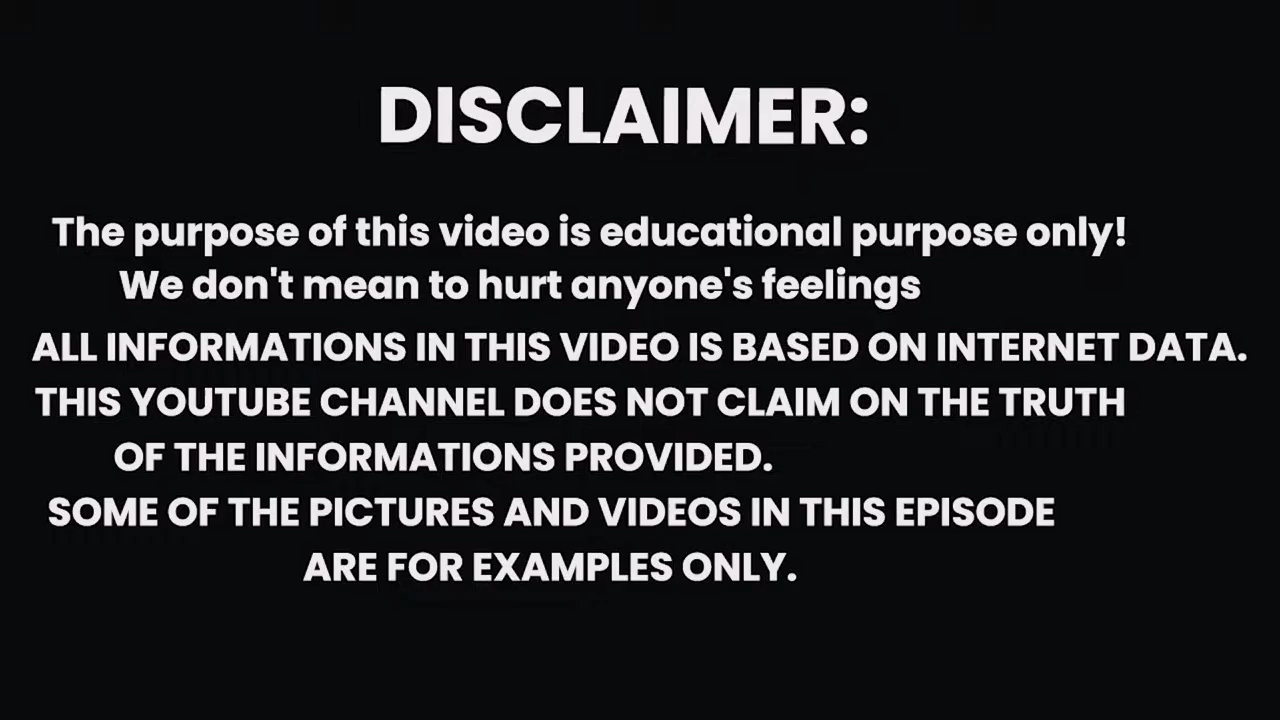 DISCLAIMER:
The purpose of this video is educational purpose only!
We don't mean to hurt anyone's feelings
ALL INFORMATIONS IN THIS VIDEO IS BASED ON INTERNET DATA.
THIS YOUTUBE CHANNEL DOES NOT CLAIM ON THE TRUTH
OF THE INFORMATIONS PROVIDED.
SOME OF THE PICTURES AND VIDEOS IN THIS EPISODE
ARE FOR EXAMPLES ONLY.